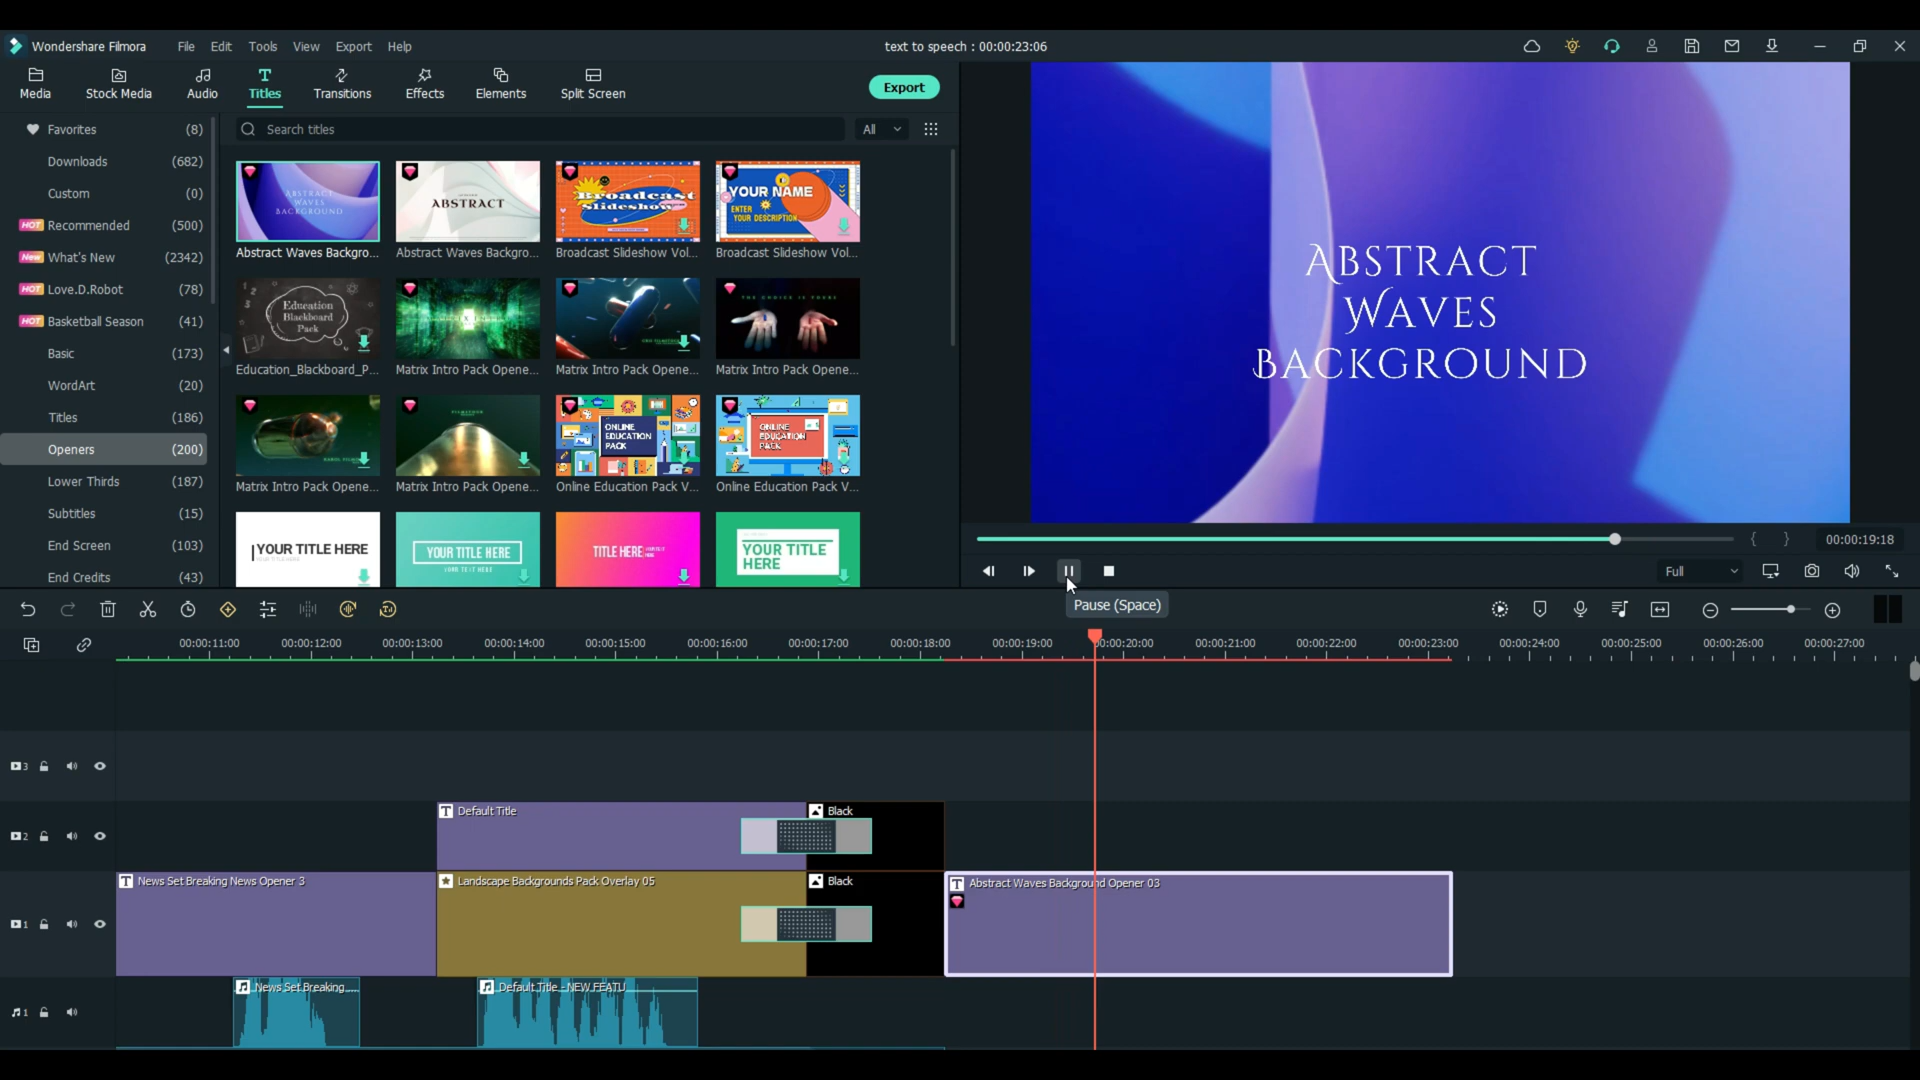 Wondershare Filmora File Edit Tools View Export Help text to speech : 00:00:23:06
Media Stock Media Audio Titles Transitions Effects Elements Split Screen Export
Favorites (8)
Downloads (682)
Custom (0)
HOT Recommended (500)
New What's New (2342)
HOT Love.D.Robot (78)
HOT Basketball Season (41)
Basic (173)
WordArt (20)
Titles (186)
Openers (200)
Lower Thirds (187)
Subtitles (15)
End Screen (103)
End Credits (43)
Search titles All
ABSTRACT
WAVES
BACKGROUND
ABSTRACT
Broadcast
Slideshow
YOUR NAME
ENTER
YOUR DESCRIPTION
Abstract Waves Backgro... Abstract Waves Backgro... Broadcast Slideshow Vol... Broadcast Slideshow Vol...
Education
Blackboard
Pack
THE CHOICE IS YOURS
Education_Blackboard_P... Matrix Intro Pack Opene... Matrix Intro Pack Opene... Matrix Intro Pack Opene...
ONLINE
EDUCATION
PACK
ONLINE
EDUCATION
PACK
Matrix Intro Pack Opene... Matrix Intro Pack Opene... Online Education Pack V... Online Education Pack V...
YOUR TITLE HERE
YOUR TITLE HERE
YOUR TEXT HERE
TITLE HERE
YOUR TITLE
HERE
ABSTRACT
WAVES
BACKGROUND
00:00:19:18
Full
Pause (Space)
00:00:11:00 00:00:12:00 00:00:13:00 00:00:14:00 00:00:15:00 00:00:16:00 00:00:17:00 00:00:18:00 00:00:19:00 00:00:20:00 00:00:21:00 00:00:22:00 00:00:23:00 00:00:24:00 00:00:25:00 00:00:26:00 00:00:27:00
3
2
Default Title Black
1
News Set Breaking News Opener 3 Landscape Backgrounds Pack Overlay 05 Black Abstract Waves Background Opener 03
1
News Set Breaking.... Default Title - NEW FEATU